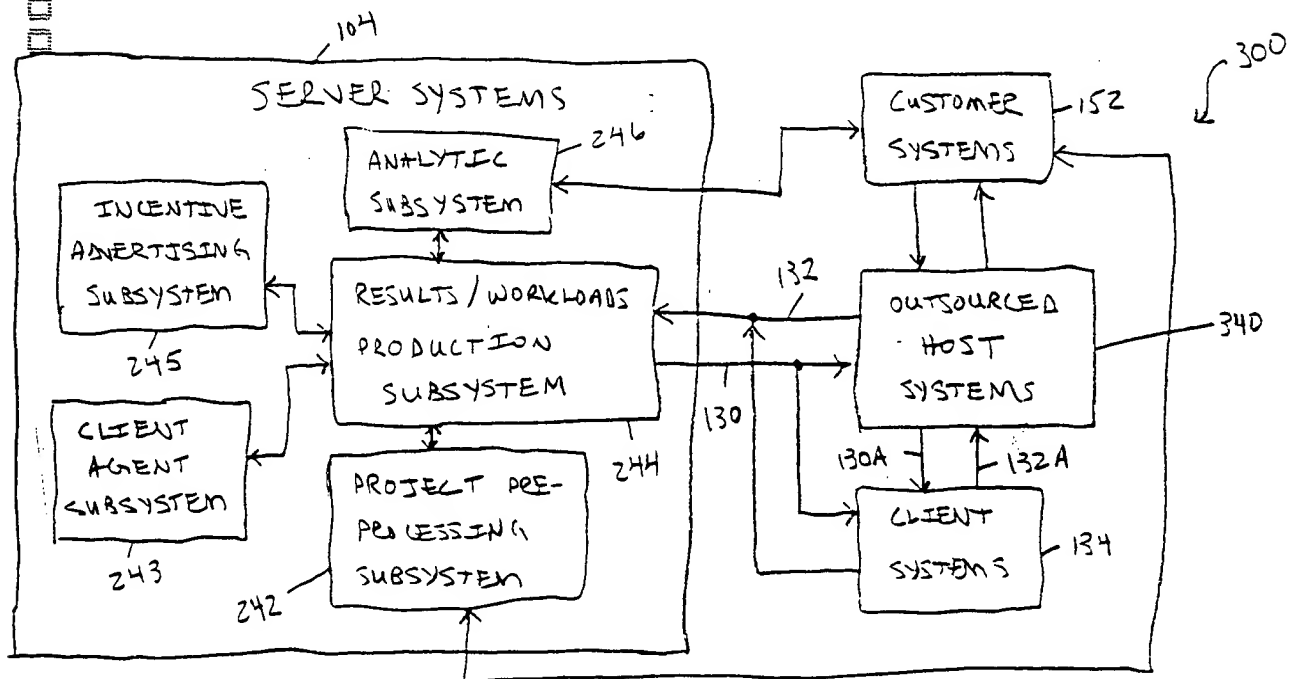 104
300
SERVER SYSTEMS
CUSTOMER
SYSTEMS
152
246
ANALYTIC
SUBSYSTEM
INCENTIVE
ADVERTISING
SUBSYSTEM
245
RESULTS/WORKLOADS
PRODUCTION
SUBSYSTEM
244
132
130
OUTSOURCED
HOST
SYSTEMS
340
CLIENT
AGENT
SUBSYSTEM
243
PROJECT PRE-
PROCESSING
SUBSYSTEM
242
130A
132A
CLIENT
SYSTEMS
134